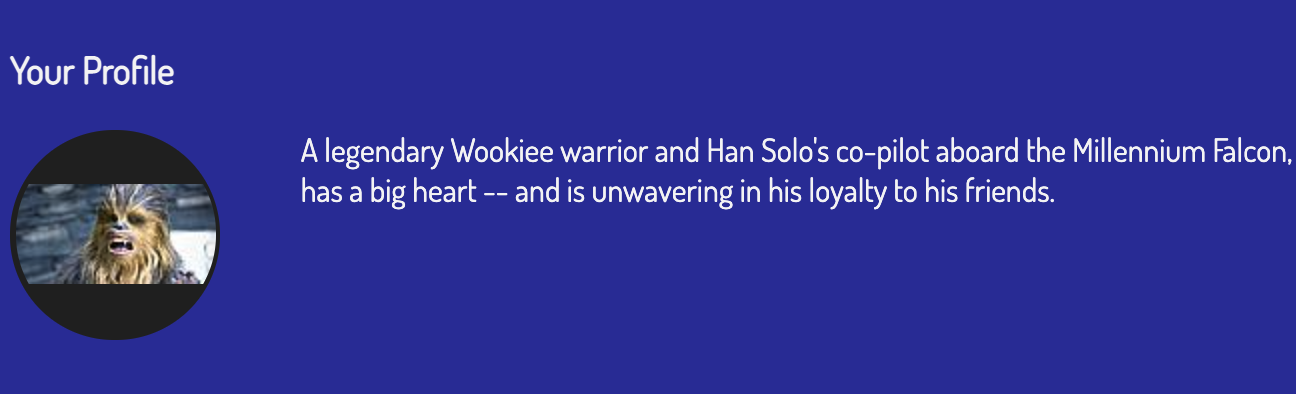 Your Profile
A legendary Wookiee warrior and Han Solo's co-pilot aboard the Millennium Falcon,
has a big heart -- and is unwavering in his loyalty to his friends.